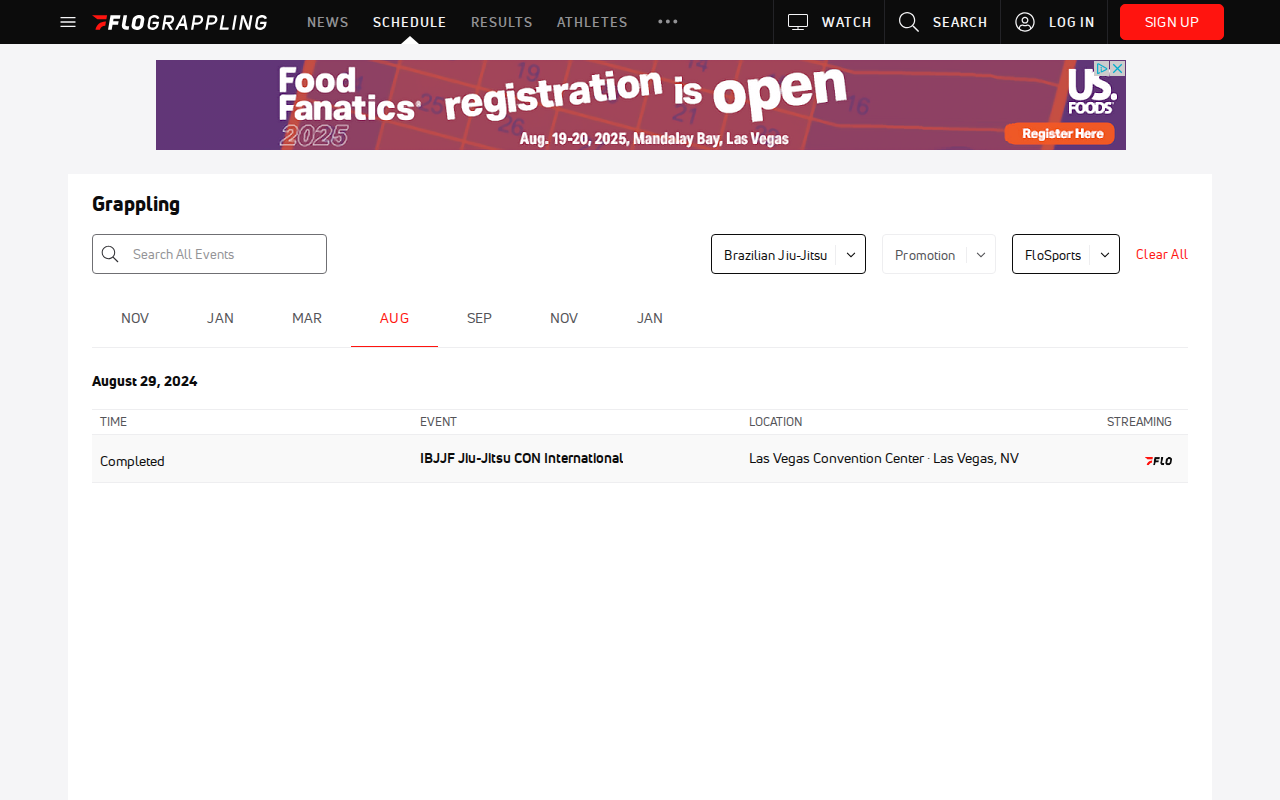 FLOGRAPPLING NEWS SCHEDULE RESULTS ATHLETES ••• WATCH SEARCH LOG IN SIGN UP
Food Fanatics® 2025
registration is open
Aug. 19-20, 2025, Mandalay Bay, Las Vegas
US. FOODS
Register Here
Grappling
Search All Events Brazilian Jiu-Jitsu Promotion FloSports Clear All
NOV JAN MAR AUG SEP NOV JAN
August 29, 2024
TIME EVENT LOCATION STREAMING
Completed IBJJF Jiu-Jitsu CON International Las Vegas Convention Center · Las Vegas, NV FLO